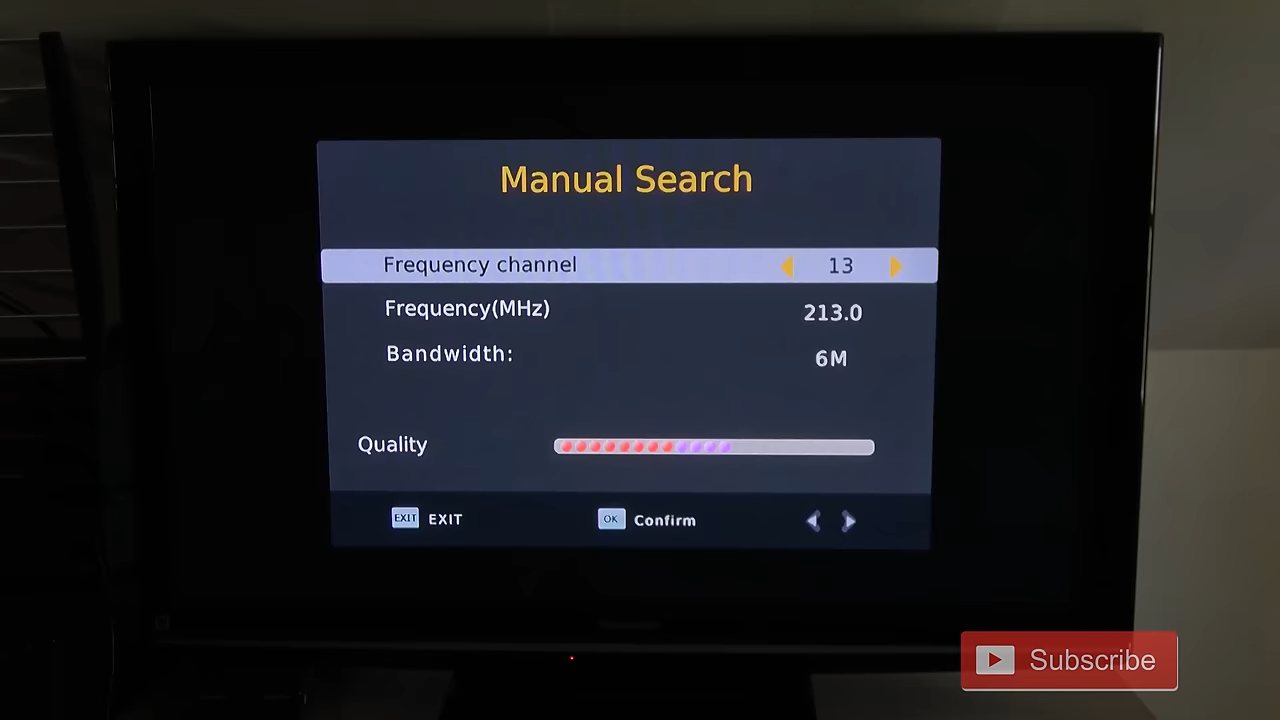 Manual Search
Frequency channel 13
Frequency(MHz) 213.0
Bandwidth: 6M
Quality
EXIT EXIT OK Confirm
Subscribe